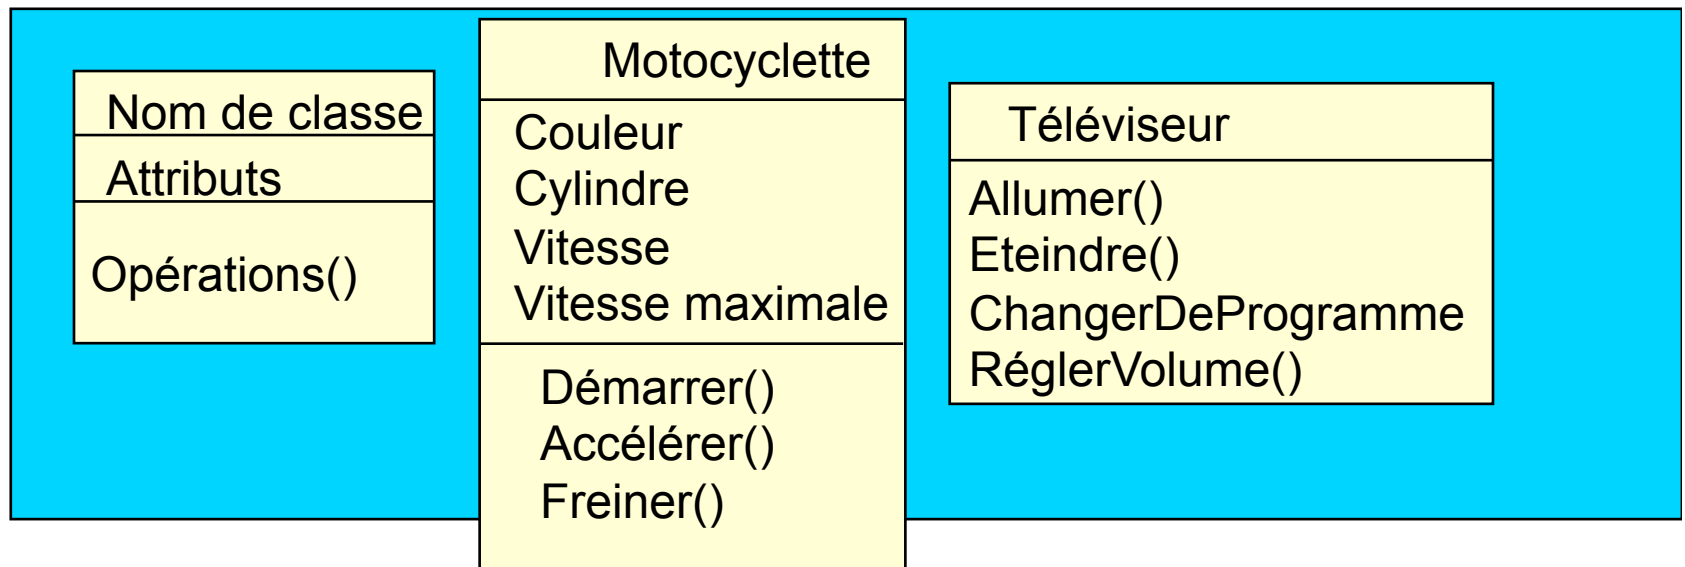 Nom de classe
Attributs
Opérations()
Motocyclette
Couleur
Cylindre
Vitesse
Vitesse maximale
Démarrer()
Accélérer()
Freiner()
Téléviseur
Allumer()
Eteindre()
ChangerDeProgramme
RéglerVolume()